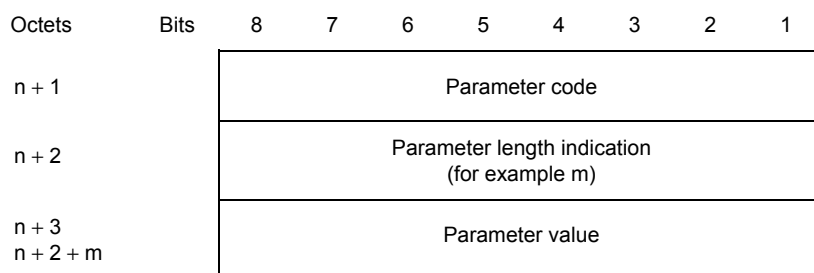 Octets Bits 8 7 6 5 4 3 2 1
n + 1 Parameter code
n + 2 Parameter length indication
(for example m)
n + 3 Parameter value
n + 2 + m